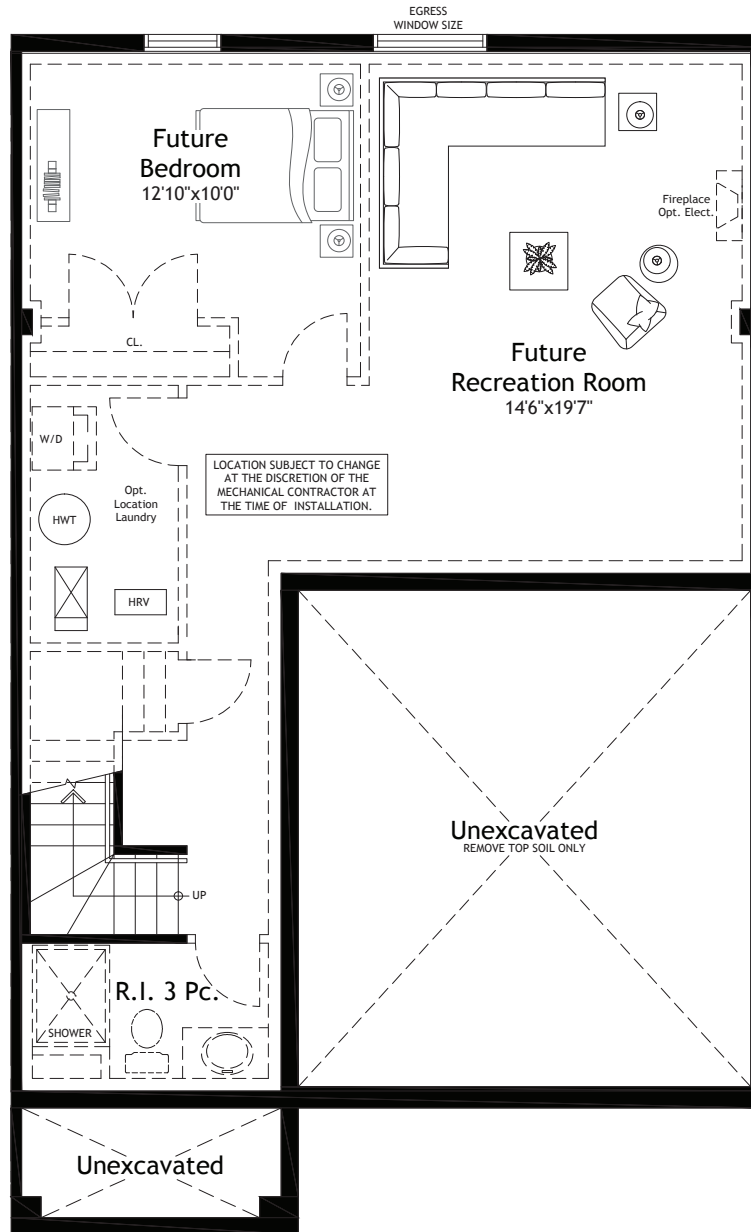 EGRESS
WINDOW SIZE
Future
Bedroom
12'10"x10'0"
Fireplace
Opt. Elect.
CL.
Future
Recreation Room
14'6"x19'7"
W/D
LOCATION SUBJECT TO CHANGE
AT THE DISCRETION OF THE
MECHANICAL CONTRACTOR AT
THE TIME OF INSTALLATION.
Opt.
Location
Laundry
HWT
HRV
Unexcavated
REMOVE TOP SOIL ONLY
UP
R.I. 3 Pc.
SHOWER
Unexcavated